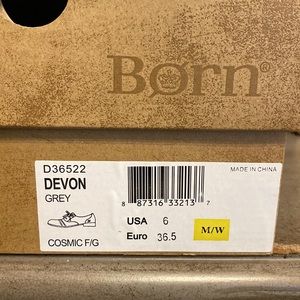 Børn®
D36522
DEVON
GREY
MADE IN CHINA
8 87316 33213 7
USA 6
Euro 36.5
M/W
COSMIC F/G